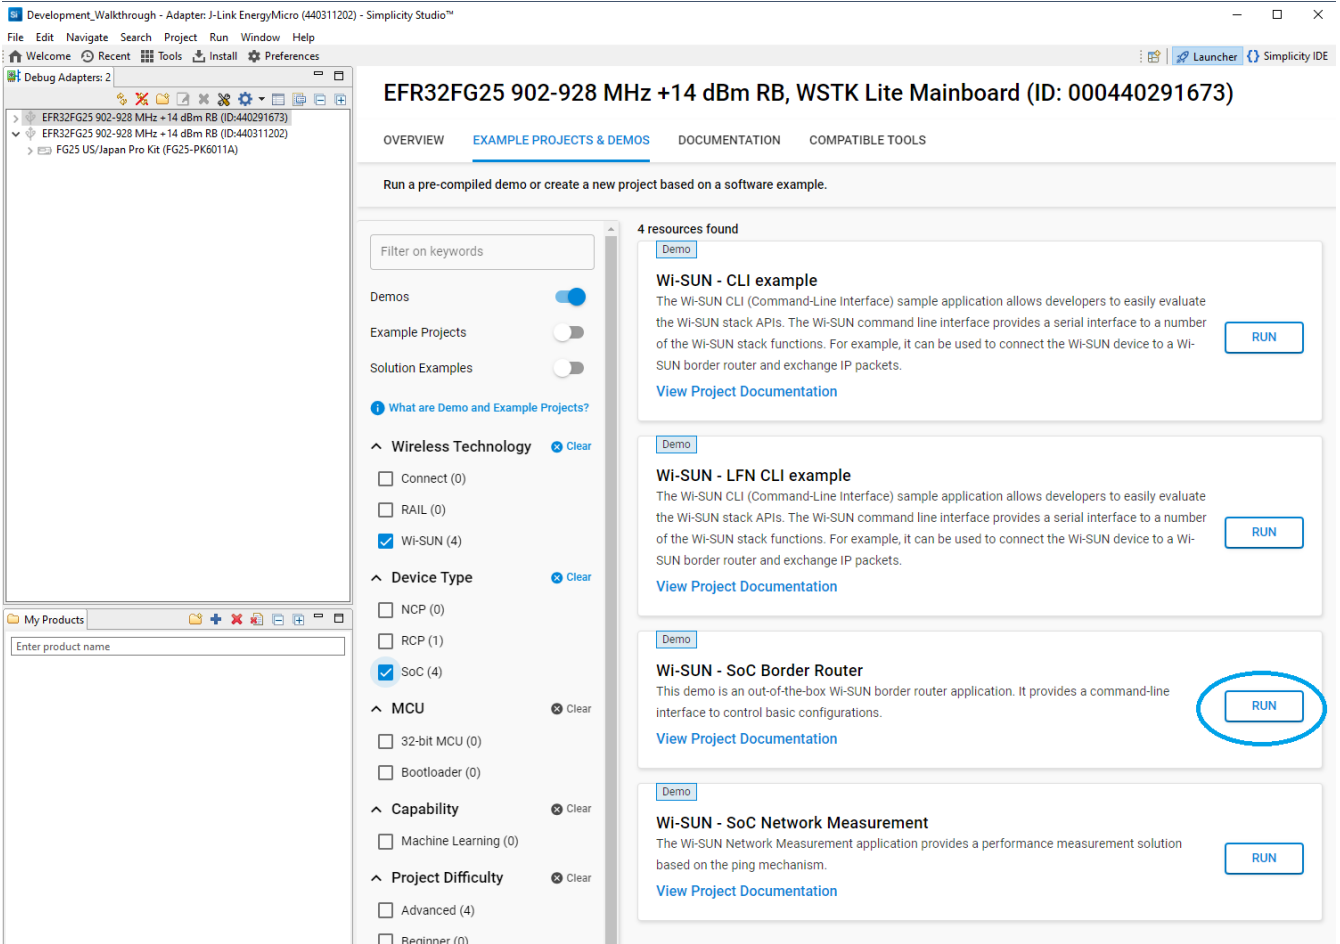 Development_Walkthrough - Adapter: J-Link EnergyMicro (440311202) - Simplicity Studio™
File Edit Navigate Search Project Run Window Help
Welcome Recent Tools Install Preferences
Launcher {} Simplicity IDE
Debug Adapters: 2
EFR32FG25 902-928 MHz +14 dBm RB (ID:440291673)
EFR32FG25 902-928 MHz +14 dBm RB (ID:440311202)
FG25 US/Japan Pro Kit (FG25-PK6011A)
My Products
Enter product name
EFR32FG25 902-928 MHz +14 dBm RB, WSTK Lite Mainboard (ID: 000440291673)
OVERVIEW EXAMPLE PROJECTS & DEMOS DOCUMENTATION COMPATIBLE TOOLS
Run a pre-compiled demo or create a new project based on a software example.
Filter on keywords
Demos
Example Projects
Solution Examples
What are Demo and Example Projects?
Wireless Technology Clear
Connect (0)
RAIL (0)
Wi-SUN (4)
Device Type Clear
NCP (0)
RCP (1)
SoC (4)
MCU Clear
32-bit MCU (0)
Bootloader (0)
Capability Clear
Machine Learning (0)
Project Difficulty Clear
Advanced (4)
Beginner (0)
4 resources found
Demo
Wi-SUN - CLI example
The Wi-SUN CLI (Command-Line Interface) sample application allows developers to easily evaluate
the Wi-SUN stack APIs. The Wi-SUN command line interface provides a serial interface to a number
of the Wi-SUN stack functions. For example, it can be used to connect the Wi-SUN device to a Wi-
SUN border router and exchange IP packets.
View Project Documentation
RUN
Demo
Wi-SUN - LFN CLI example
The Wi-SUN CLI (Command-Line Interface) sample application allows developers to easily evaluate
the Wi-SUN stack APIs. The Wi-SUN command line interface provides a serial interface to a number
of the Wi-SUN stack functions. For example, it can be used to connect the Wi-SUN device to a Wi-
SUN border router and exchange IP packets.
View Project Documentation
RUN
Demo
Wi-SUN - SoC Border Router
This demo is an out-of-the-box Wi-SUN border router application. It provides a command-line
interface to control basic configurations.
View Project Documentation
RUN
Demo
Wi-SUN - SoC Network Measurement
The Wi-SUN Network Measurement application provides a performance measurement solution
based on the ping mechanism.
View Project Documentation
RUN